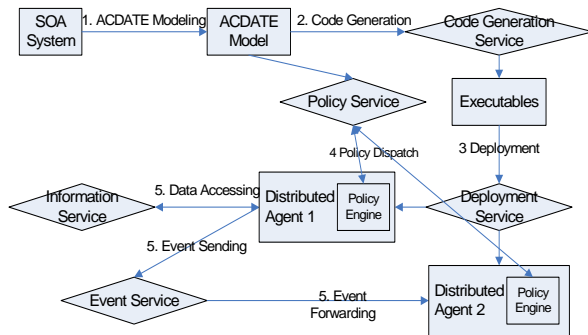 SOA
System
1. ACDATE Modeling
ACDATE
Model
2. Code Generation
Code Generation
Service
Policy Service
Executables
4 Policy Dispatch
3 Deployment
Information
Service
5. Data Accessing
Distributed
Agent 1
Policy
Engine
Deployment
Service
5. Event Sending
Event Service
5. Event
Forwarding
Distributed
Agent 2
Policy
Engine